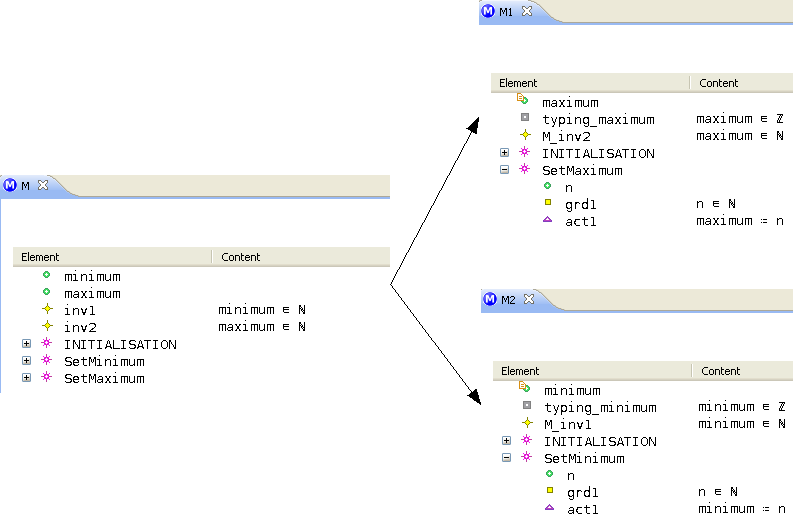 M
Element Content
minimum
maximum
inv1 minimum ∈ ℕ
inv2 maximum ∈ ℕ
INITIALISATION
SetMinimum
SetMaximum
M1
Element Content
maximum
typing_maximum maximum ∈ ℤ
M_inv2 maximum ∈ ℕ
INITIALISATION
SetMaximum
n
grd1 n ∈ ℕ
act1 maximum ≔ n
M2
Element Content
minimum
typing_minimum minimum ∈ ℤ
M_inv1 minimum ∈ ℕ
INITIALISATION
SetMinimum
n
grd1 n ∈ ℕ
act1 minimum ≔ n